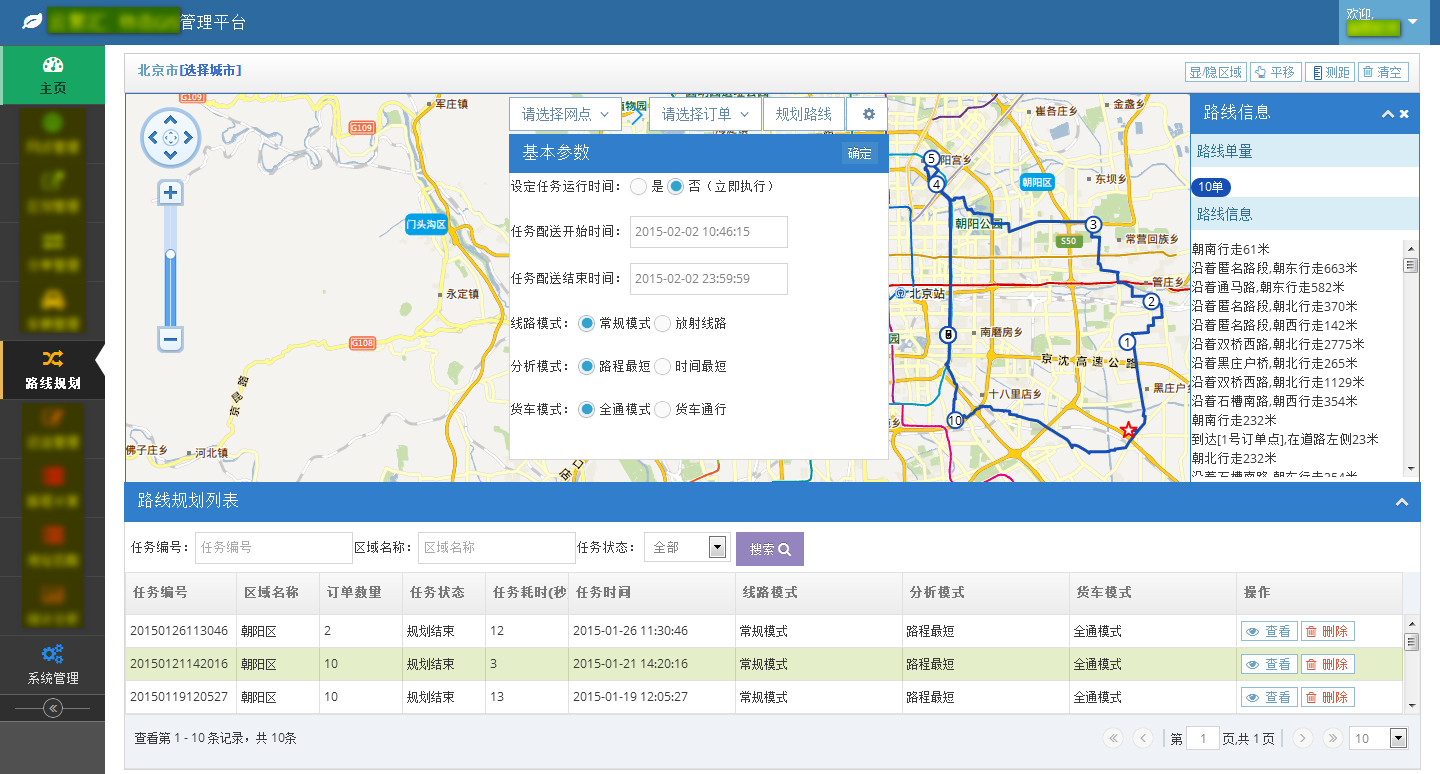 管理平台
欢迎,
主页
路线规划
系统管理
北京市[选择城市]
显/隐区域 平移 测距 清空
G109
军庄镇
G109
门头沟区
永定镇
G108
佛子庄乡
河北镇
请选择网点 请选择订单 规划路线
基本参数 确定
设定任务运行时间： 是 否（立即执行）
任务配送开始时间： 2015-02-02 10:46:15
任务配送结束时间： 2015-02-02 23:59:59
线路模式： 常规模式 放射线路
分析模式： 路程最短 时间最短
货车模式： 全通模式 货车通行
崔各庄乡
金盏乡
5
4
朝阳区
东坝乡
朝阳公园
3
S50
常营回族乡
管庄乡
北京站
2
南磨房乡
1
京沈高速公路
十八里店乡
黑庄户乡
10
路线信息
路线单量
10单
路线信息
朝南行走61米
沿着匿名路段,朝东行走663米
沿着通马路,朝东行走582米
沿着匿名路段,朝北行走370米
沿着匿名路段,朝西行走142米
沿着双桥西路,朝北行走2775米
沿着黑庄户桥,朝北行走265米
沿着双桥西路,朝北行走1129米
沿着石槽南路,朝西行走354米
朝南行走232米
到达[1号订单点],在道路左侧23米
朝北行走232米
沿着石槽南路,朝东行走354米
路线规划列表
任务编号： 任务编号 区域名称： 区域名称 任务状态： 全部 搜索
任务编号 区域名称 订单数量 任务状态 任务耗时(秒 任务时间 线路模式 分析模式 货车模式 操作
20150126113046 朝阳区 2 规划结束 12 2015-01-26 11:30:46 常规模式 路程最短 全通模式 查看 删除
20150121142016 朝阳区 10 规划结束 3 2015-01-21 14:20:16 常规模式 路程最短 全通模式 查看 删除
20150119120527 朝阳区 10 规划结束 13 2015-01-19 12:05:27 常规模式 路程最短 全通模式 查看 删除
查看第 1 - 10 条记录，共 10条 第 1 页,共 1 页 10